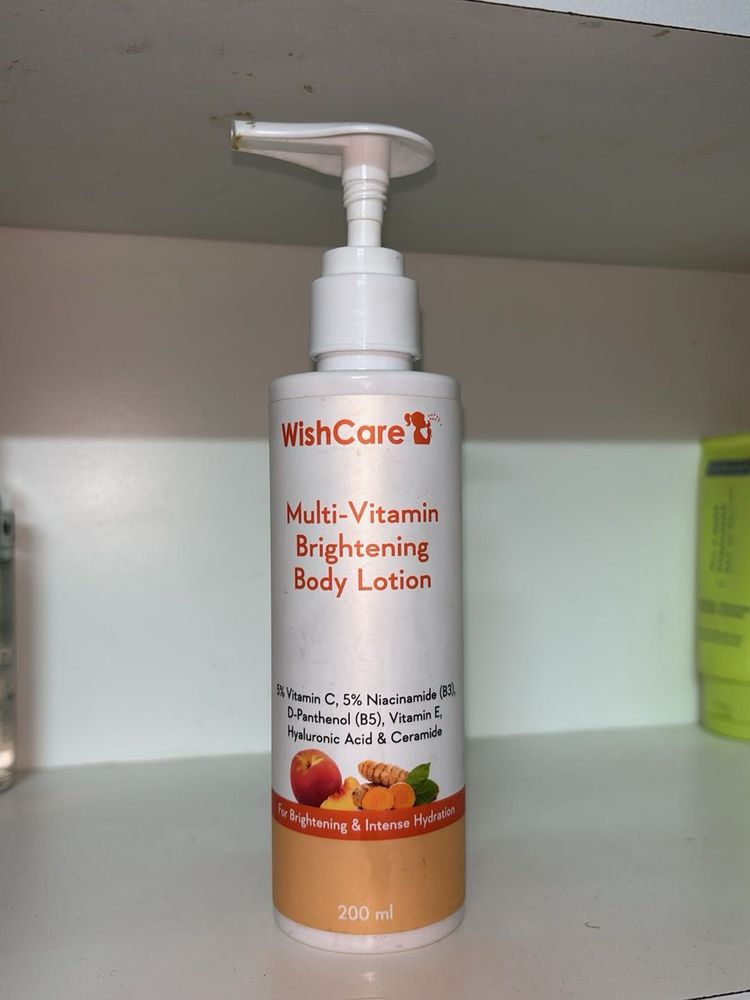 WishCare
Multi-Vitamin
Brightening
Body Lotion
5% Vitamin C, 5% Niacinamide (B3),
D-Panthenol (B5), Vitamin E,
Hyaluronic Acid & Ceramide
For Brightening & Intense Hydration
200 ml